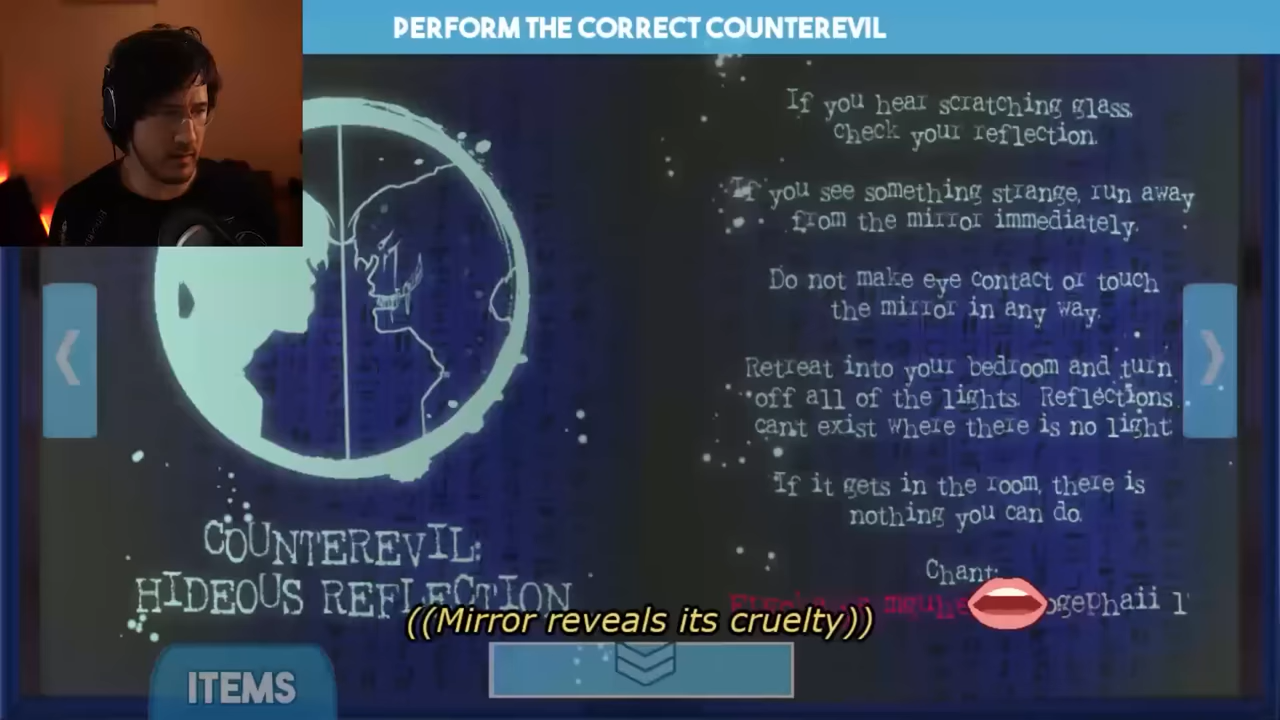 PERFORM THE CORRECT COUNTEREVIL
If you hear scratching glass,
check your reflection.
If you see something strange, run away
from the mirror immediately.
Do not make eye contact or touch
the mirror in any way.
Retreat into your bedroom and turn
off all of the lights. Reflections
can't exist where there is no light.
If it gets in the room, there is
nothing you can do.
Chant:
COUNTEREVIL:
HIDEOUS REFLECTION
((Mirror reveals its cruelty))
ITEMS